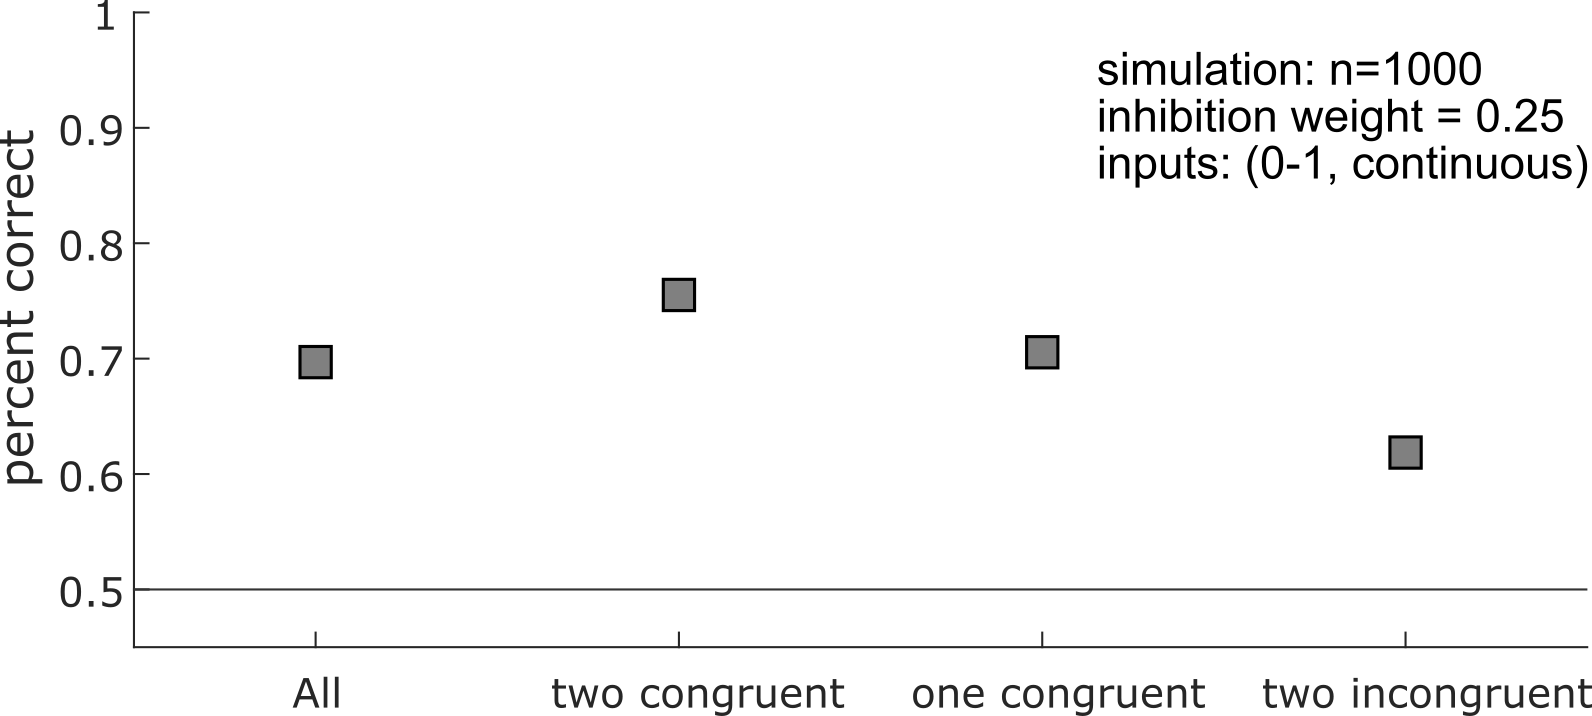 1
0.9
0.8
0.7
0.6
0.5
percent correct
simulation: n=1000
inhibition weight = 0.25
inputs: (0-1, continuous)
All
two congruent
one congruent
two incongruent